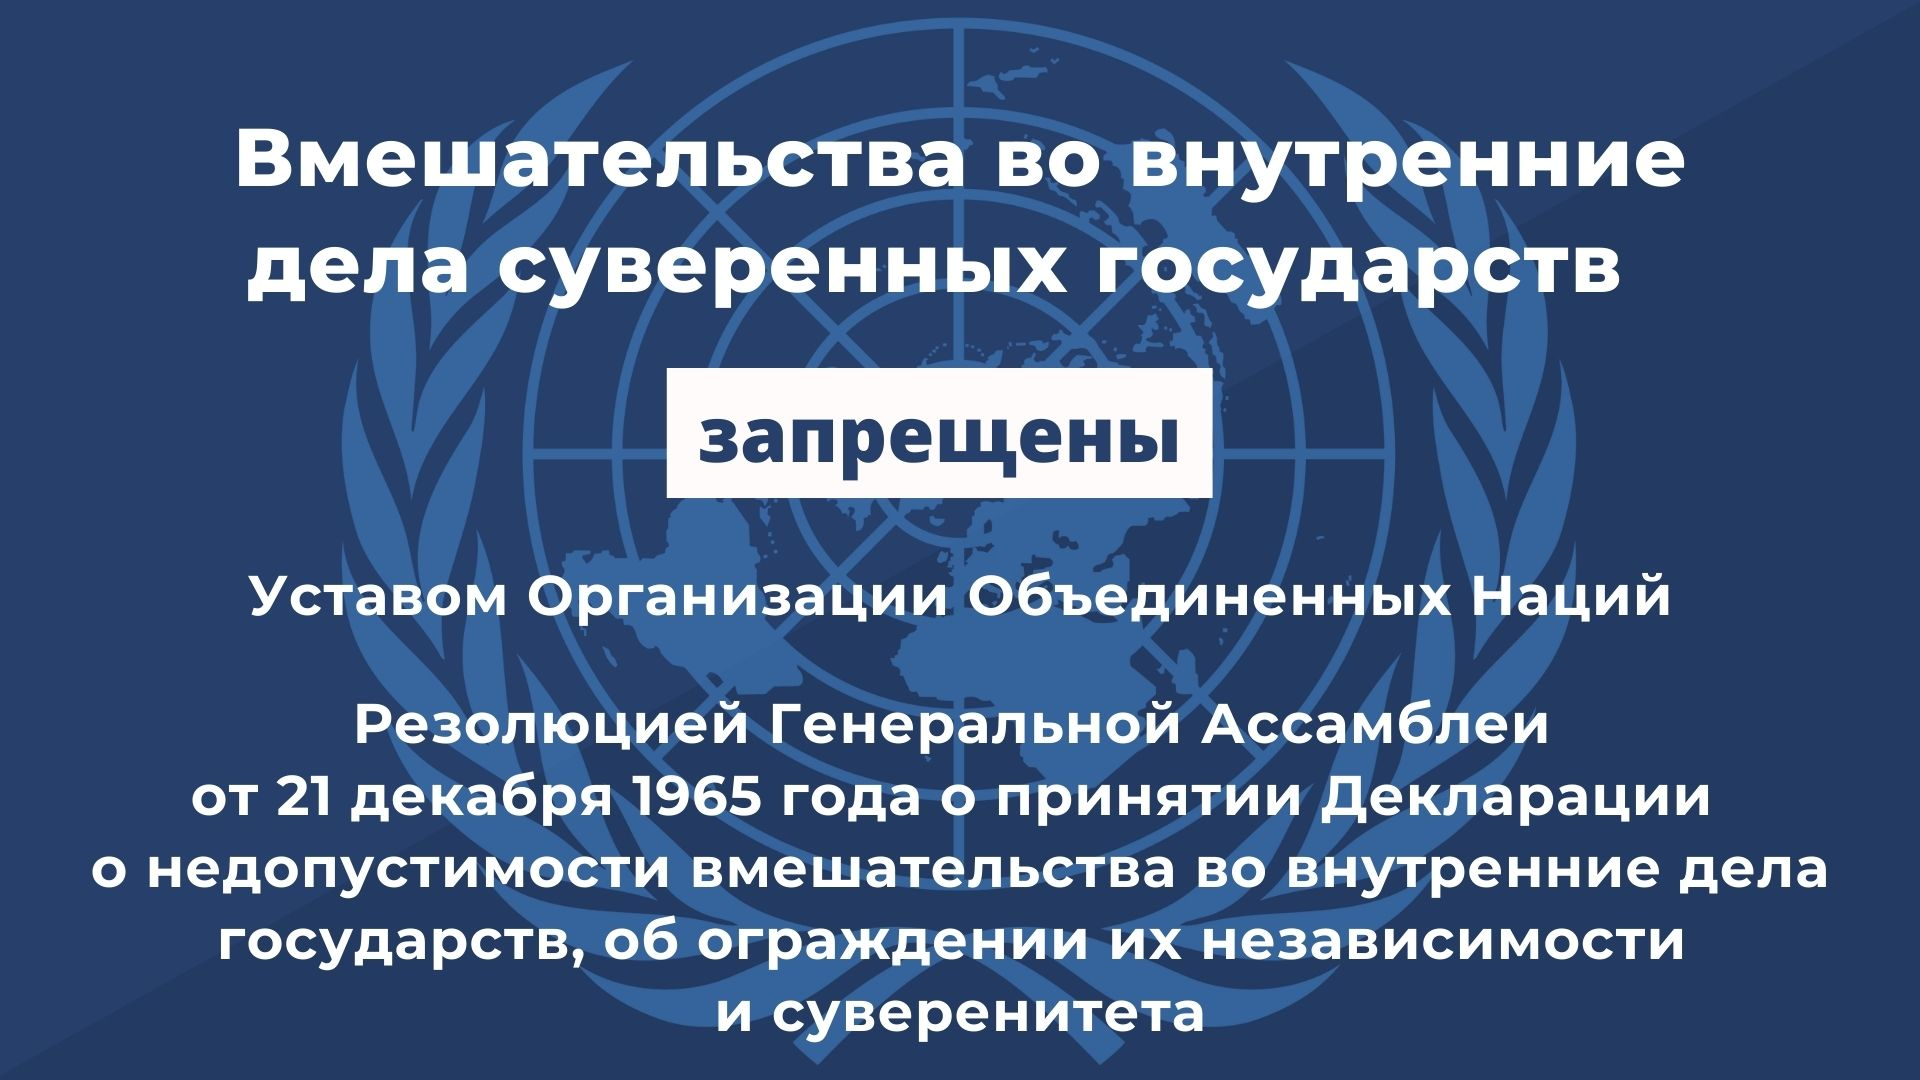 Вмешательства во внутренние
дела суверенных государств
запрещены
Уставом Организации Объединенных Наций
Резолюцией Генеральной Ассамблеи
от 21 декабря 1965 года о принятии Декларации
о недопустимости вмешательства во внутренние дела
государств, об ограждении их независимости
и суверенитета